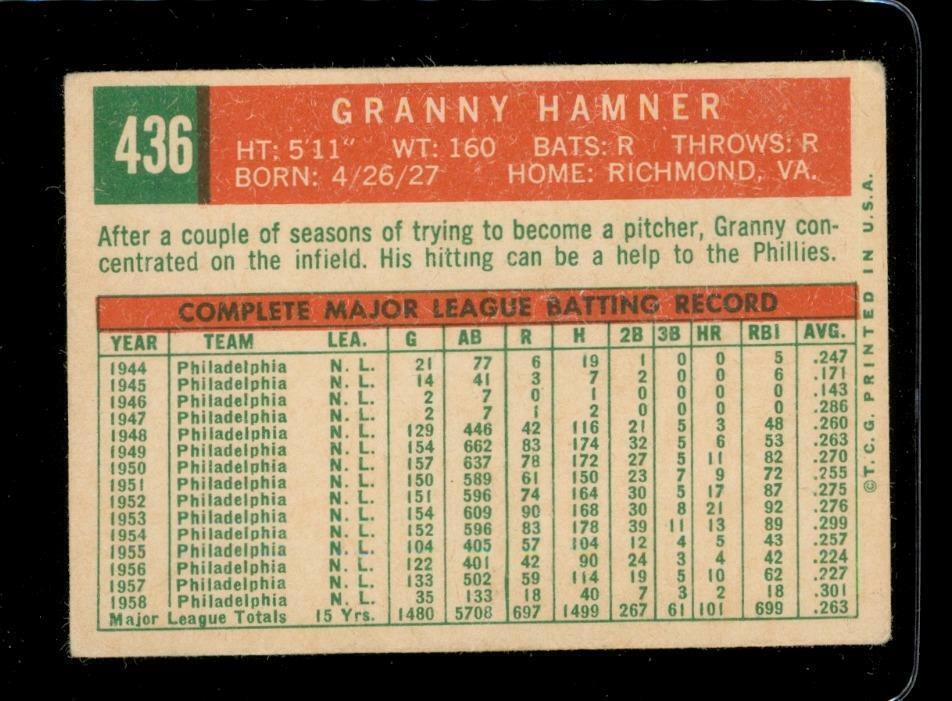 436
GRANNY HAMNER
HT: 5'11" WT: 160 BATS: R THROWS: R
BORN: 4/26/27 HOME: RICHMOND, VA.
After a couple of seasons of trying to become a pitcher, Granny con-
centrated on the infield. His hitting can be a help to the Phillies.
COMPLETE MAJOR LEAGUE BATTING RECORD
YEAR TEAM LEA. G AB R H 2B 3B HR RBI AVG.
1944 Philadelphia N. L. 21 77 6 19 1 0 0 5 .247
1945 Philadelphia N. L. 14 41 3 7 2 0 0 6 .171
1946 Philadelphia N. L. 2 7 0 1 0 0 0 0 .143
1947 Philadelphia N. L. 2 7 1 2 0 0 0 0 .286
1948 Philadelphia N. L. 129 446 42 116 21 5 3 48 .260
1949 Philadelphia N. L. 154 662 83 174 32 5 6 53 .263
1950 Philadelphia N. L. 157 637 78 172 27 5 11 82 .270
1951 Philadelphia N. L. 150 589 61 150 23 7 9 72 .255
1952 Philadelphia N. L. 151 596 74 164 30 5 17 87 .275
1953 Philadelphia N. L. 154 609 90 168 30 8 21 92 .276
1954 Philadelphia N. L. 152 596 83 178 39 11 13 89 .299
1955 Philadelphia N. L. 104 405 57 104 12 4 5 43 .257
1956 Philadelphia N. L. 122 401 42 90 24 3 4 42 .224
1957 Philadelphia N. L. 133 502 59 114 19 5 10 62 .227
1958 Philadelphia N. L. 35 133 18 40 7 3 2 18 .301
Major League Totals 15 Yrs. 1480 5708 697 1499 267 61 101 699 .263
©T.C.G. PRINTED IN U.S.A.